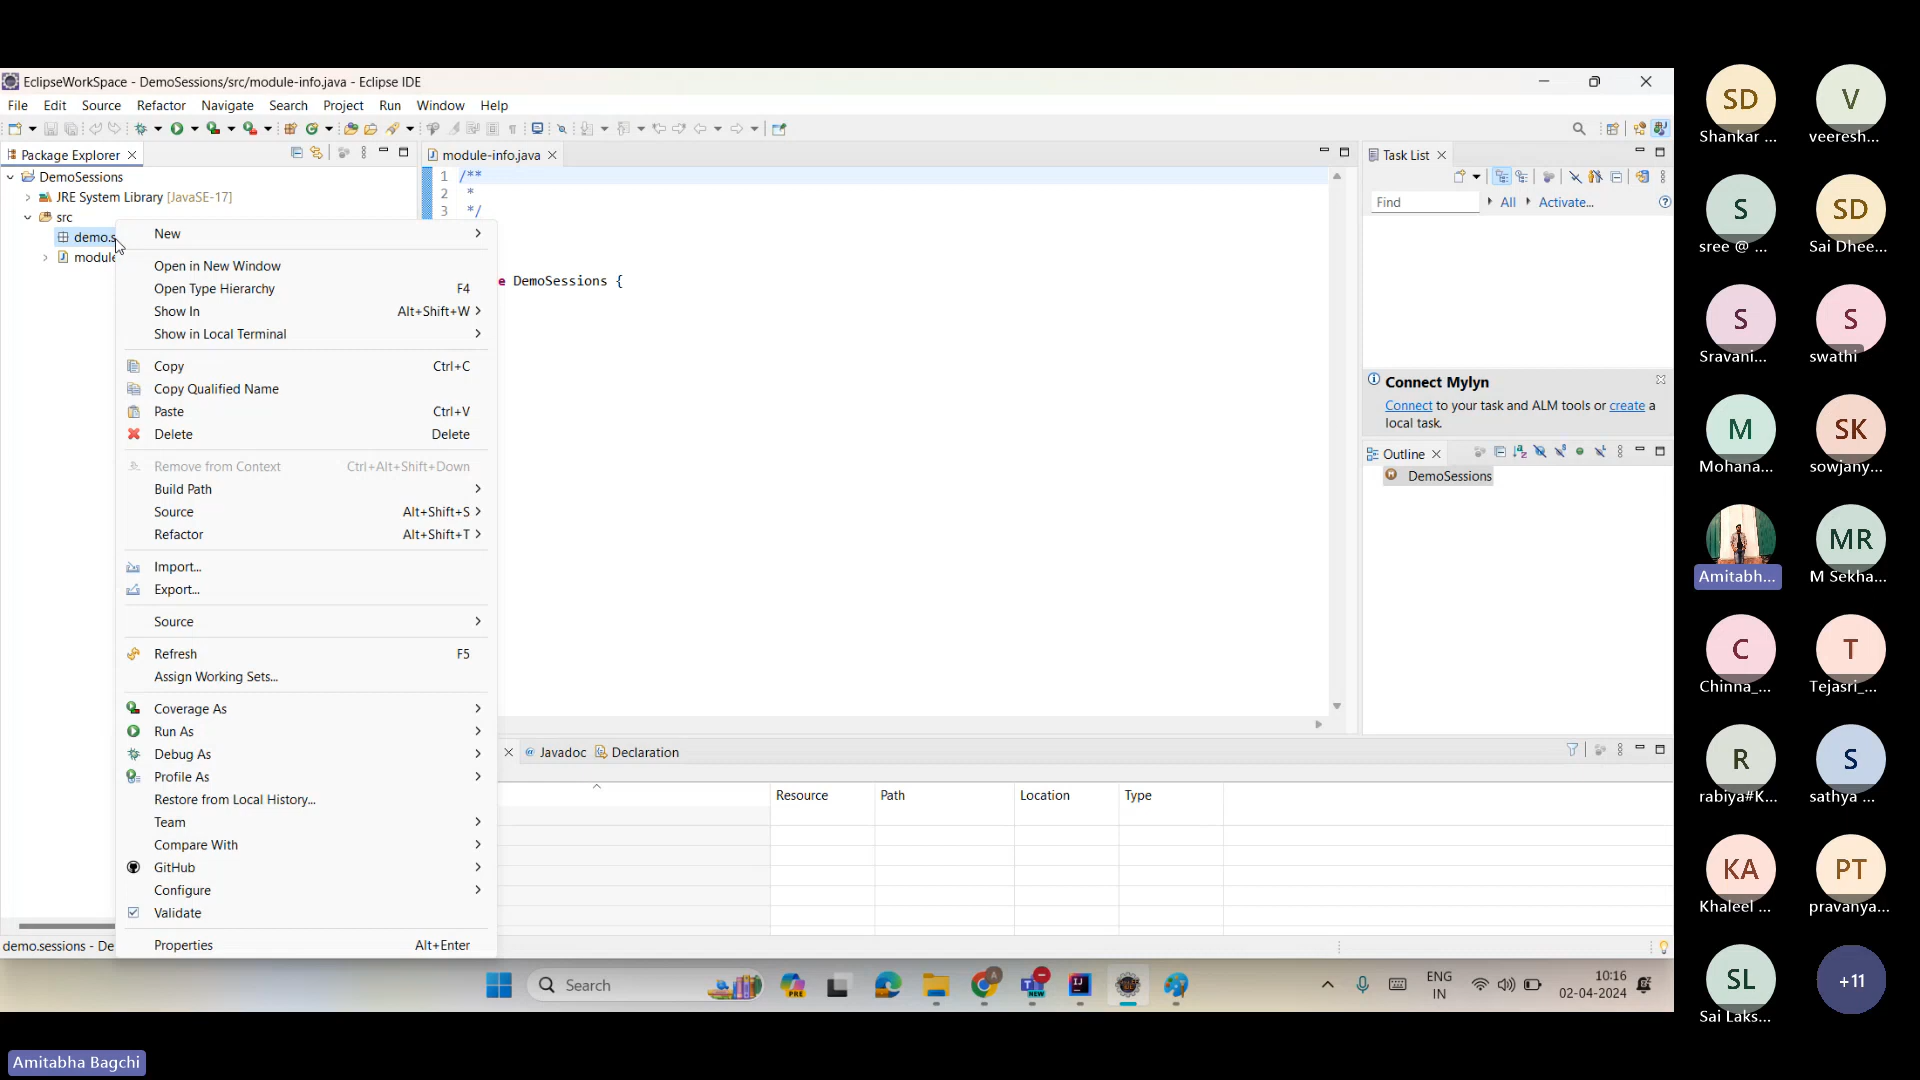 EclipseWorkSpace - DemoSessions/src/module-info.java - Eclipse IDE
File Edit Source Refactor Navigate Search Project Run Window Help
Package Explorer
DemoSessions
JRE System Library [JavaSE-17]
src
demo.s
module
module-info.java
1 /**
2 *
3 */
e DemoSessions {
New
Open in New Window
Open Type Hierarchy F4
Show In Alt+Shift+W
Show in Local Terminal
Copy Ctrl+C
Copy Qualified Name
Paste Ctrl+V
Delete Delete
Remove from Context Ctrl+Alt+Shift+Down
Build Path
Source Alt+Shift+S
Refactor Alt+Shift+T
Import...
Export...
Source
Refresh F5
Assign Working Sets...
Coverage As
Run As
Debug As
Profile As
Restore from Local History...
Team
Compare With
GitHub
Configure
Validate
Properties Alt+Enter
Task List
Find All Activate...
Connect Mylyn
Connect to your task and ALM tools or create a
local task.
Outline
DemoSessions
@ Javadoc Declaration
Resource Path Location Type
demo.sessions - De
Search
PRE
NEW
ENG
IN
10:16
02-04-2024
SD
Shankar ...
V
veeresh...
S
sree @ ...
SD
Sai Dhee...
S
Sravani...
S
swathi
M
Mohana...
SK
sowjany...
Amitabh...
MR
M Sekha...
C
Chinna_...
T
Tejasri_...
R
rabiya#K...
S
sathya ...
KA
Khaleel ...
PT
pravanya...
SL
Sai Laks...
+11
Amitabha Bagchi